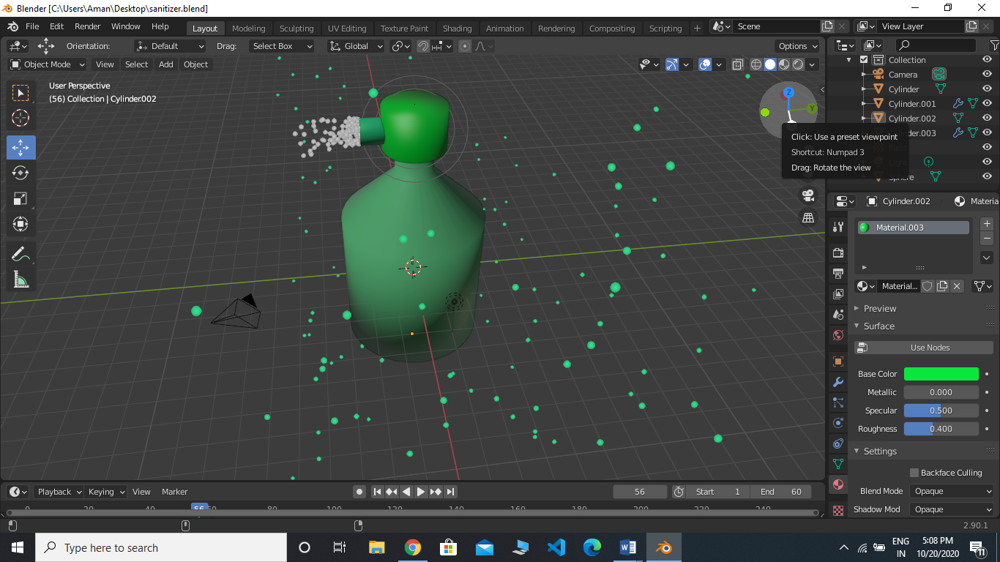 Blender [C:\Users\Aman\Desktop\sanitizer.blend]
File Edit Render Window Help
Layout Modeling Sculpting UV Editing Texture Paint Shading Animation Rendering Compositing Scripting
Scene
View Layer
Orientation: Default Drag: Select Box Global Options
Object Mode View Select Add Object
User Perspective
(56) Collection | Cylinder.002
Z
Y
Click: Use a preset viewpoint
Shortcut: Numpad 3
Drag: Rotate the view
Collection
Camera
Cylinder
Cylinder.001
Cylinder.002
Sphere
Cylinder.002 Materia
Material.003
Material...
Preview
Surface
Use Nodes
Base Color
Metallic 0.000
Specular 0.500
Roughness 0.400
Settings
Backface Culling
Blend Mode Opaque
Shadow Mod Opaque
Playback Keying View Marker
56 Start 1 End 60
0 20 40 56 60 80 100 120 140 160 180 200 220 240
2.90.1
Type here to search
ENG
IN
5:08 PM
10/20/2020
11